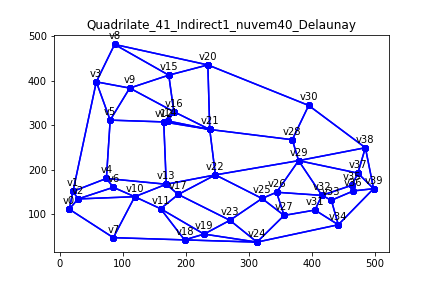 Quadrilate_41_Indirect1_nuvem40_Delaunay
500
400
300
200
100
0
100
200
300
400
500
v8
v20
v15
v3
v9
v30
v16
v5
v21
v28
v38
v29
v22
v37
v4
v13
v6
v1
v26
v32
v36
v39
v10
v17
v25
v33
v11
v31
v27
v23
v34
v7
v18
v19
v24